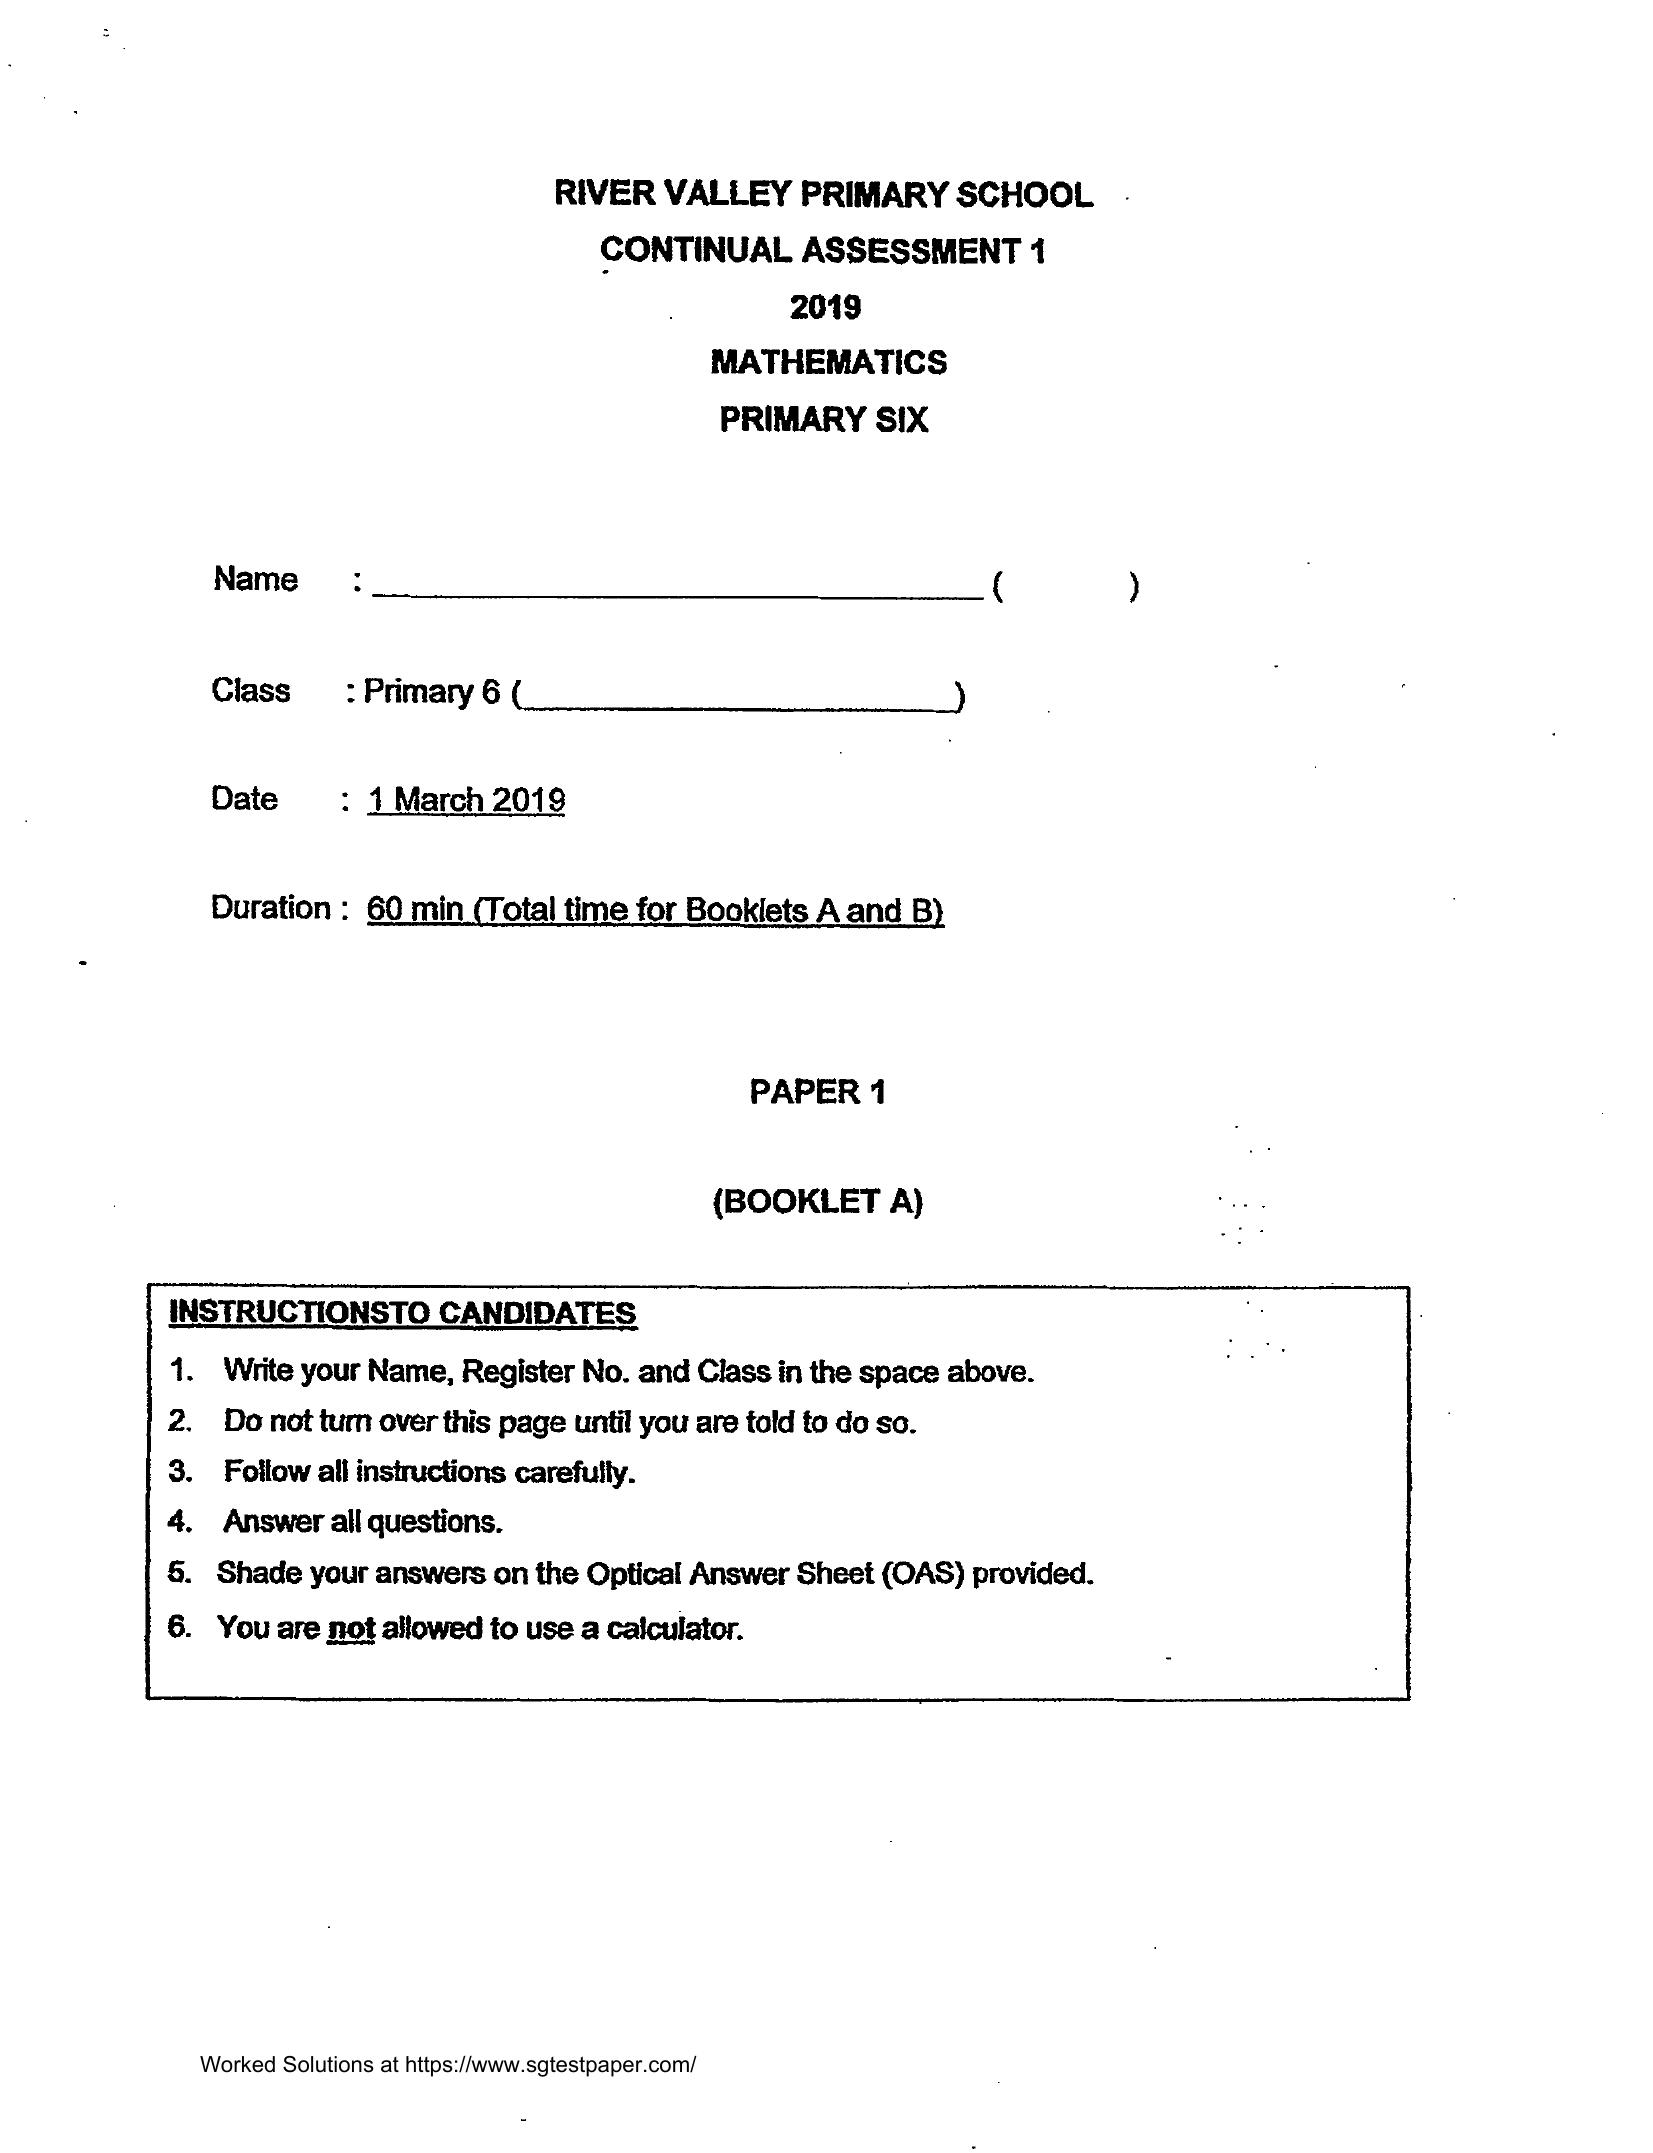 RIVER VALLEY PRIMARY SCHOOL
CONTINUAL ASSESSMENT 1
2019
MATHEMATICS
PRIMARY SIX
Name : ______________________________ ( )
Class : Primary 6 (______________________)
Date : 1 March 2019
Duration : 60 min (Total time for Booklets A and B)
PAPER 1
(BOOKLET A)
INSTRUCTIONSTO CANDIDATES
1. Write your Name, Register No. and Class in the space above.
2. Do not turn over this page until you are told to do so.
3. Follow all instructions carefully.
4. Answer all questions.
5. Shade your answers on the Optical Answer Sheet (OAS) provided.
6. You are not allowed to use a calculator.
Worked Solutions at https://www.sgtestpaper.com/